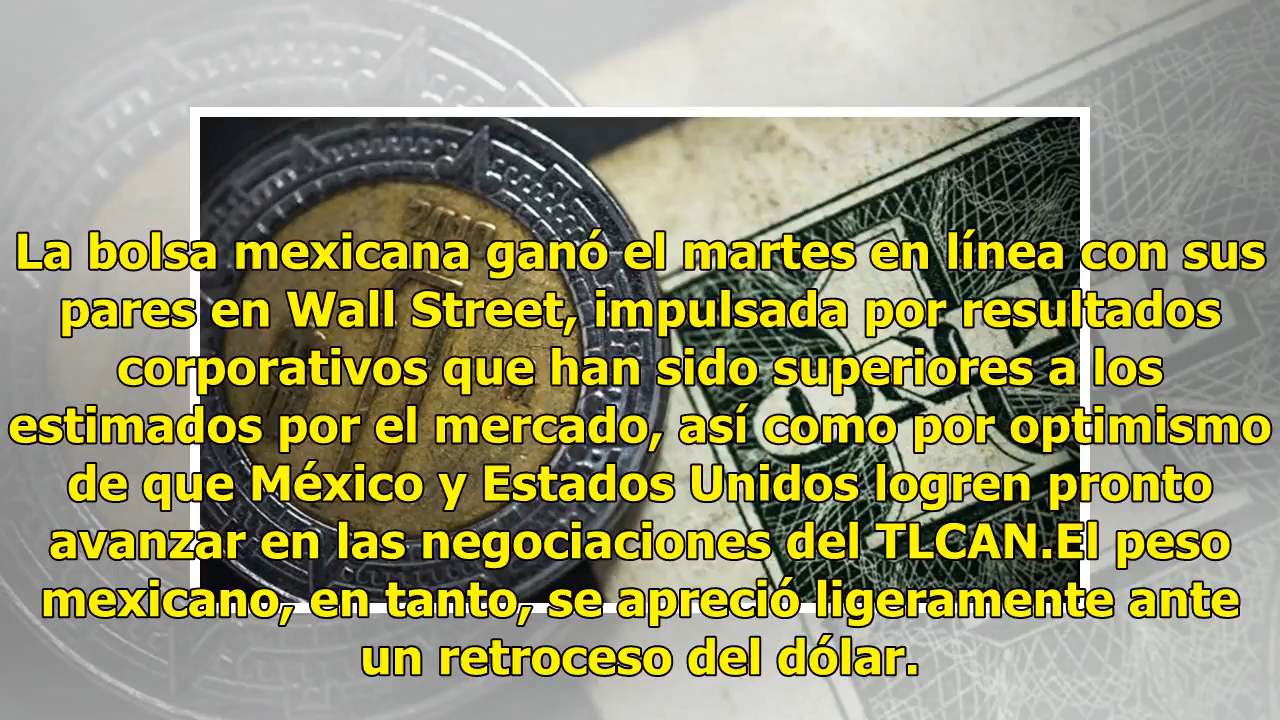 La bolsa mexicana ganó el martes en línea con sus
pares en Wall Street, impulsada por resultados
corporativos que han sido superiores a los
estimados por el mercado, así como por optimismo
de que México y Estados Unidos logren pronto
avanzar en las negociaciones del TLCAN.El peso
mexicano, en tanto, se apreció ligeramente ante
un retroceso del dólar.
ONE